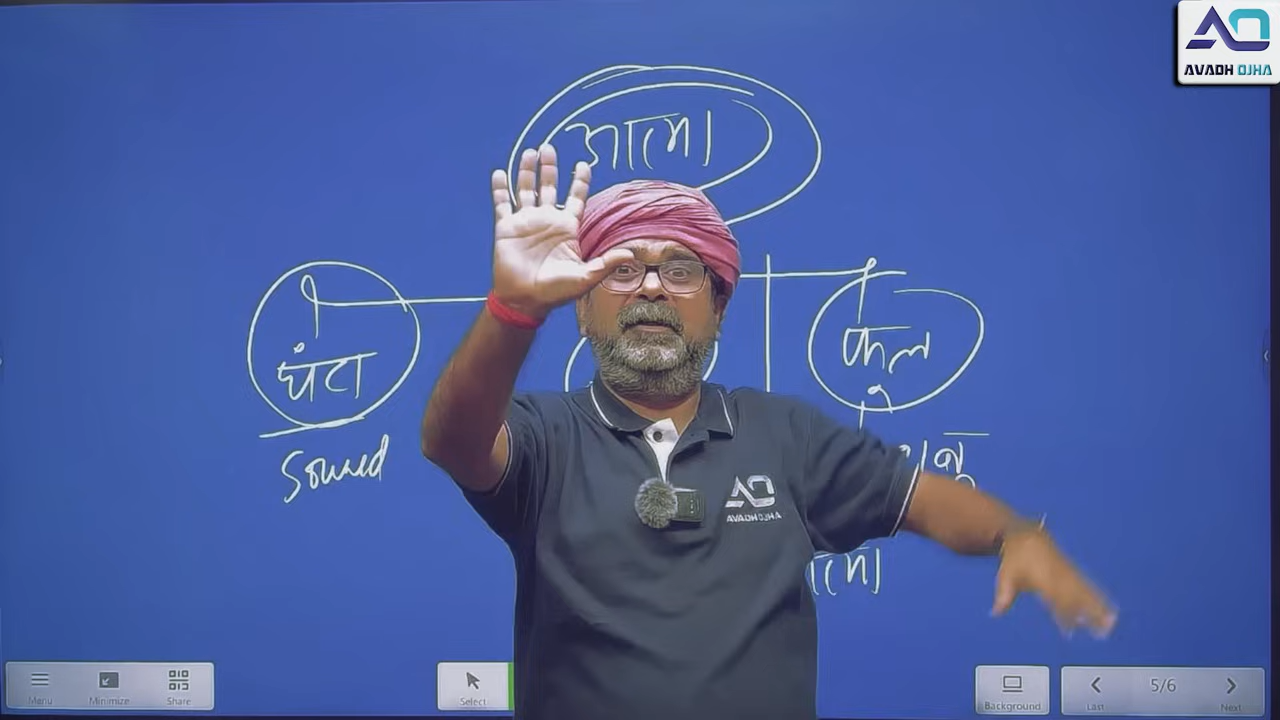 AVADH OJHA
आत्मा
घंटा
फूल
Sound
AVADH OJHA
त्मा
Menu
Minimize
Share
Select
Background
Last
5/6
Next